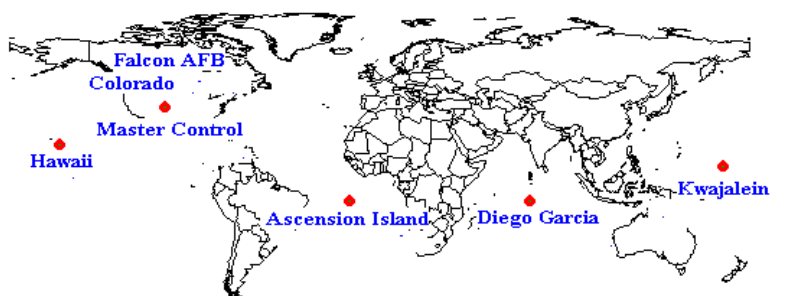 Falcon AFB
Colorado
Master Control
Hawaii
Kwajalein
Ascension Island
Diego Garcia